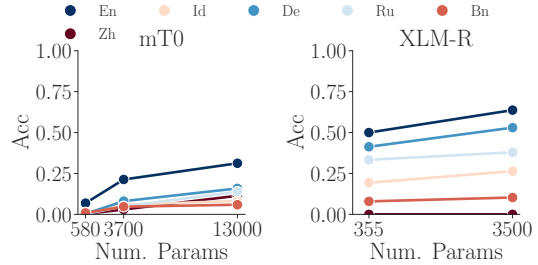 En Id De Ru Bn
Zh
mT0 XLM-R
1.00 1.00
0.75 0.75
0.50 0.50
0.25 0.25
0.00 0.00
Acc Acc
580 3700 13000 355 3500
Num. Params Num. Params